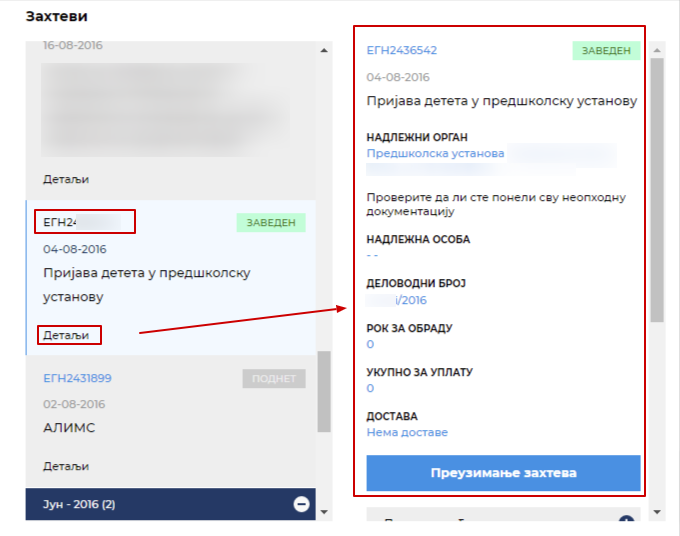 Захтеви
16-08-2016
Детаљи
ЕГН24
ЗАВЕДЕН
04-08-2016
Пријава детета у предшколску
установу
Детаљи
ЕГН2431899
ПОДНЕТ
02-08-2016
АЛИМС
Детаљи
Јун - 2016 (2)
ЕГН2436542
ЗАВЕДЕН
04-08-2016
Пријава детета у предшколску установу
НАДЛЕЖНИ ОРГАН
Предшколска установа
Проверите да ли сте понели сву неопходну
документацију
НАДЛЕЖНА ОСОБА
- -
ДЕЛОВОДНИ БРОЈ
/2016
РОК ЗА ОБРАДУ
0
УКУПНО ЗА УПЛАТУ
0
ДОСТАВА
Нема доставе
Преузимање захтева